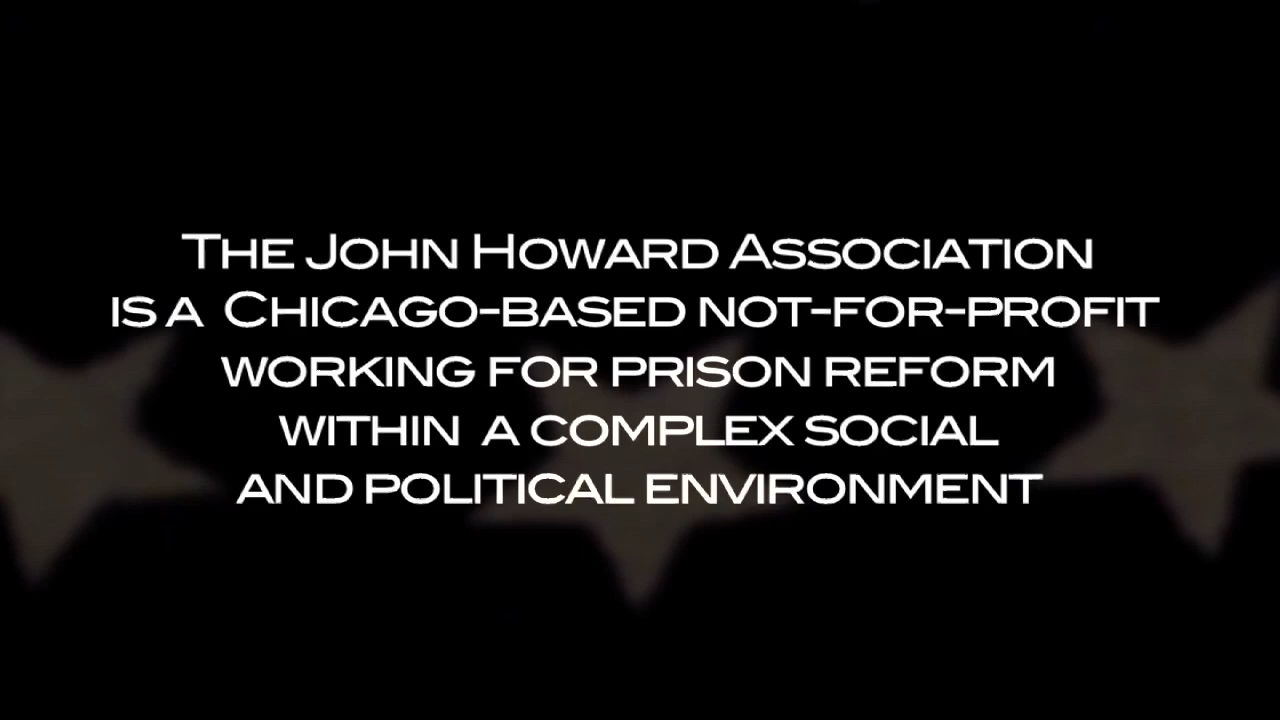 The John Howard Association
is a Chicago-based not-for-profit
working for prison reform
within a complex social
and political environment